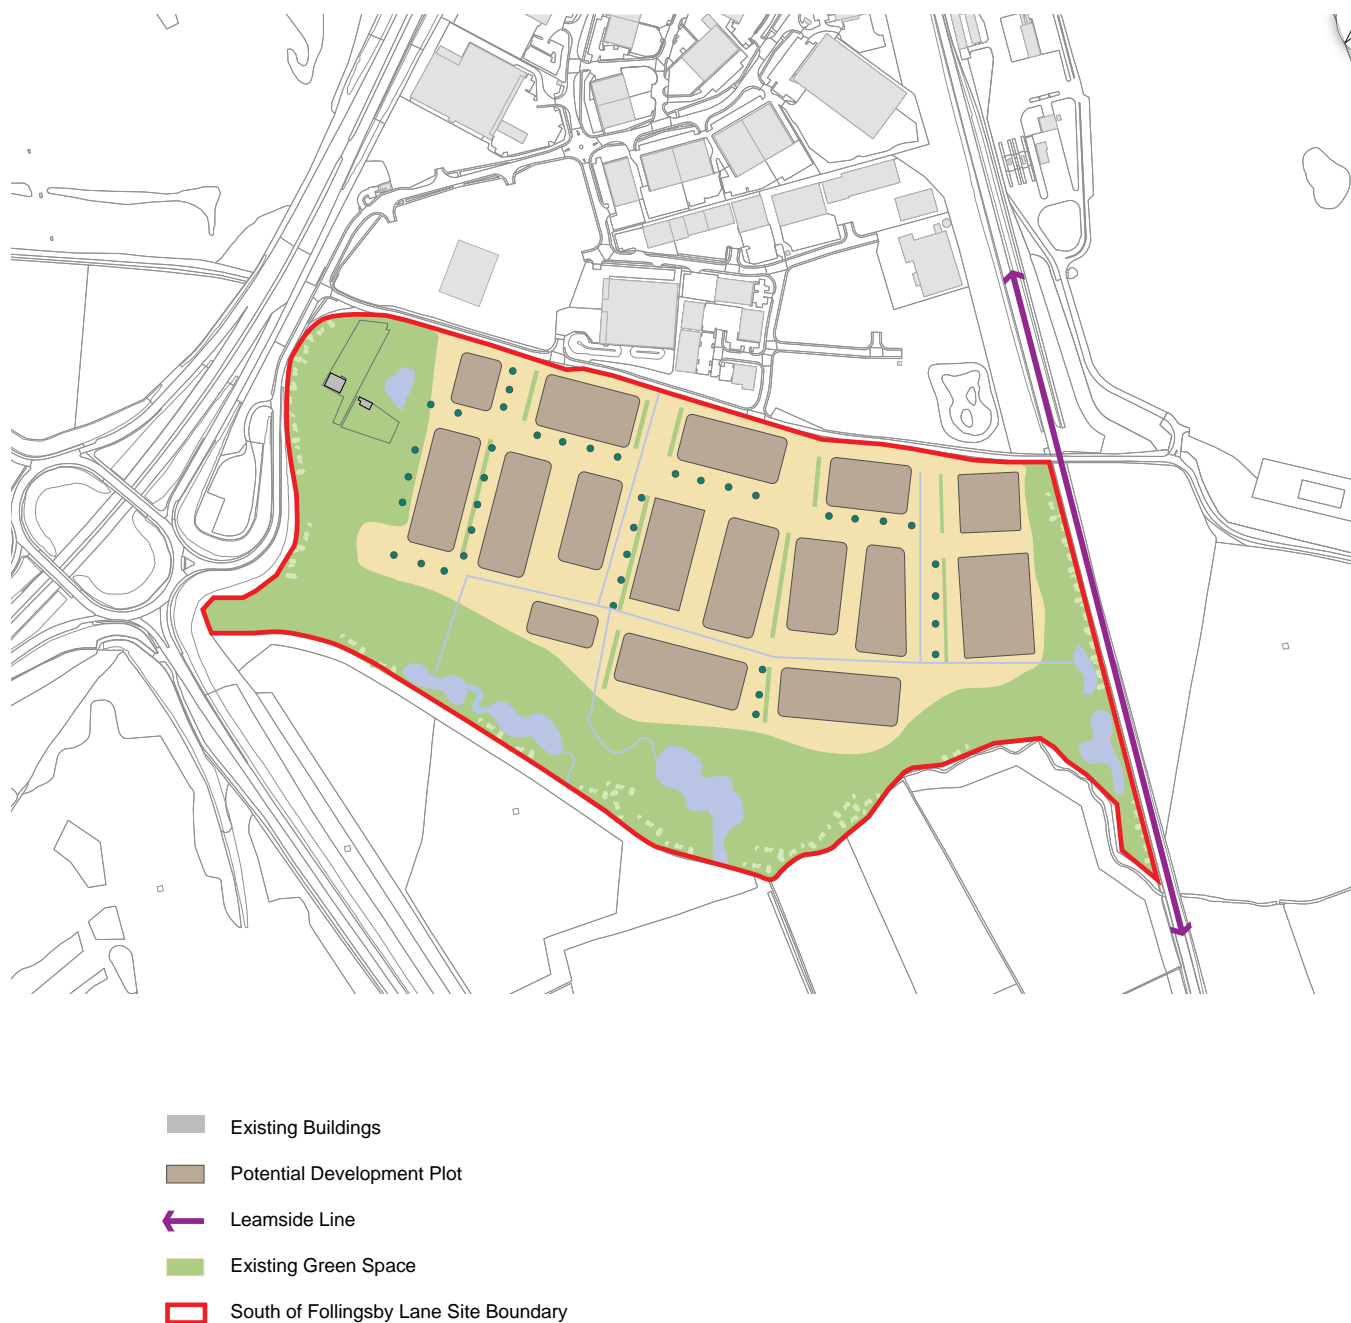 Existing Buildings
Potential Development Plot
Leamside Line
Existing Green Space
South of Follingsby Lane Site Boundary